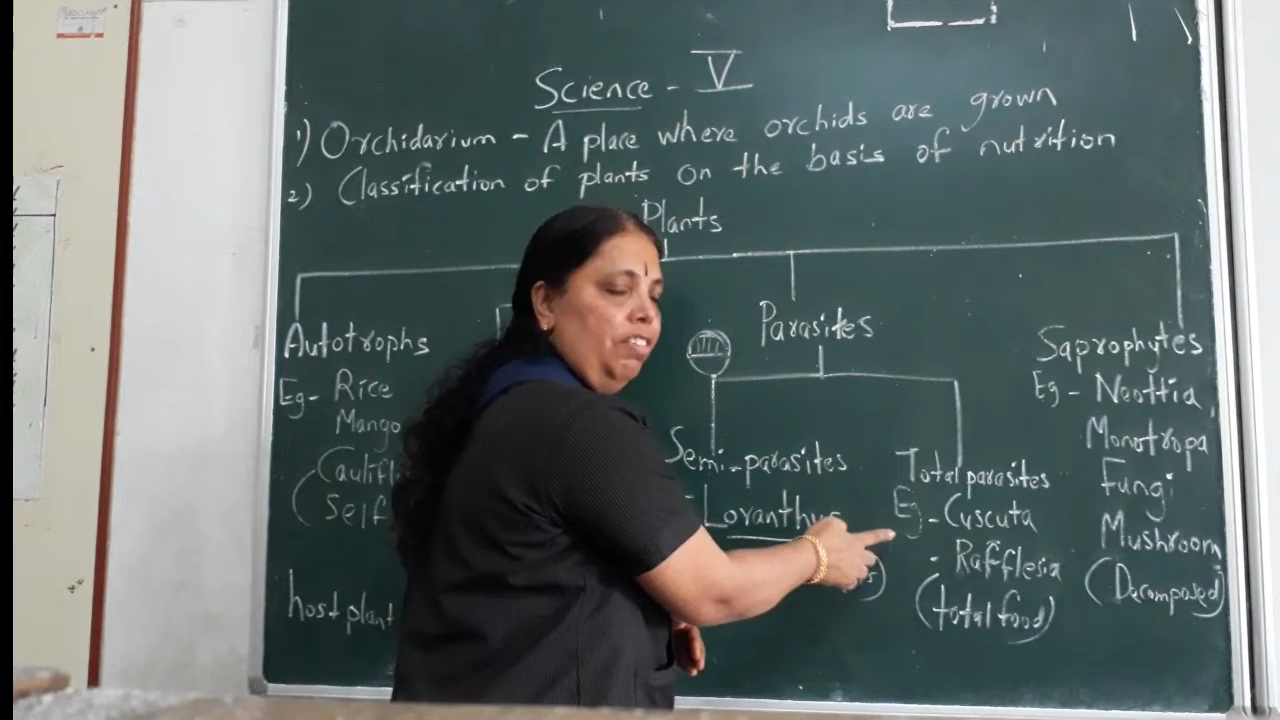 Science - V
1) Orchidarium - A place where orchids are grown
2) Classification of plants on the basis of nutrition
Plants
Autotrophs
Eg- Rice
Mango
(Self
host plant
Parasites
Semi-parasites
Loranthus
Total parasites
Eg - Cuscuta
- Rafflesia
(total food)
Saprophytes
Eg - Neottia,
Monotropa
Fungi
Mushroom
(Decomposed)